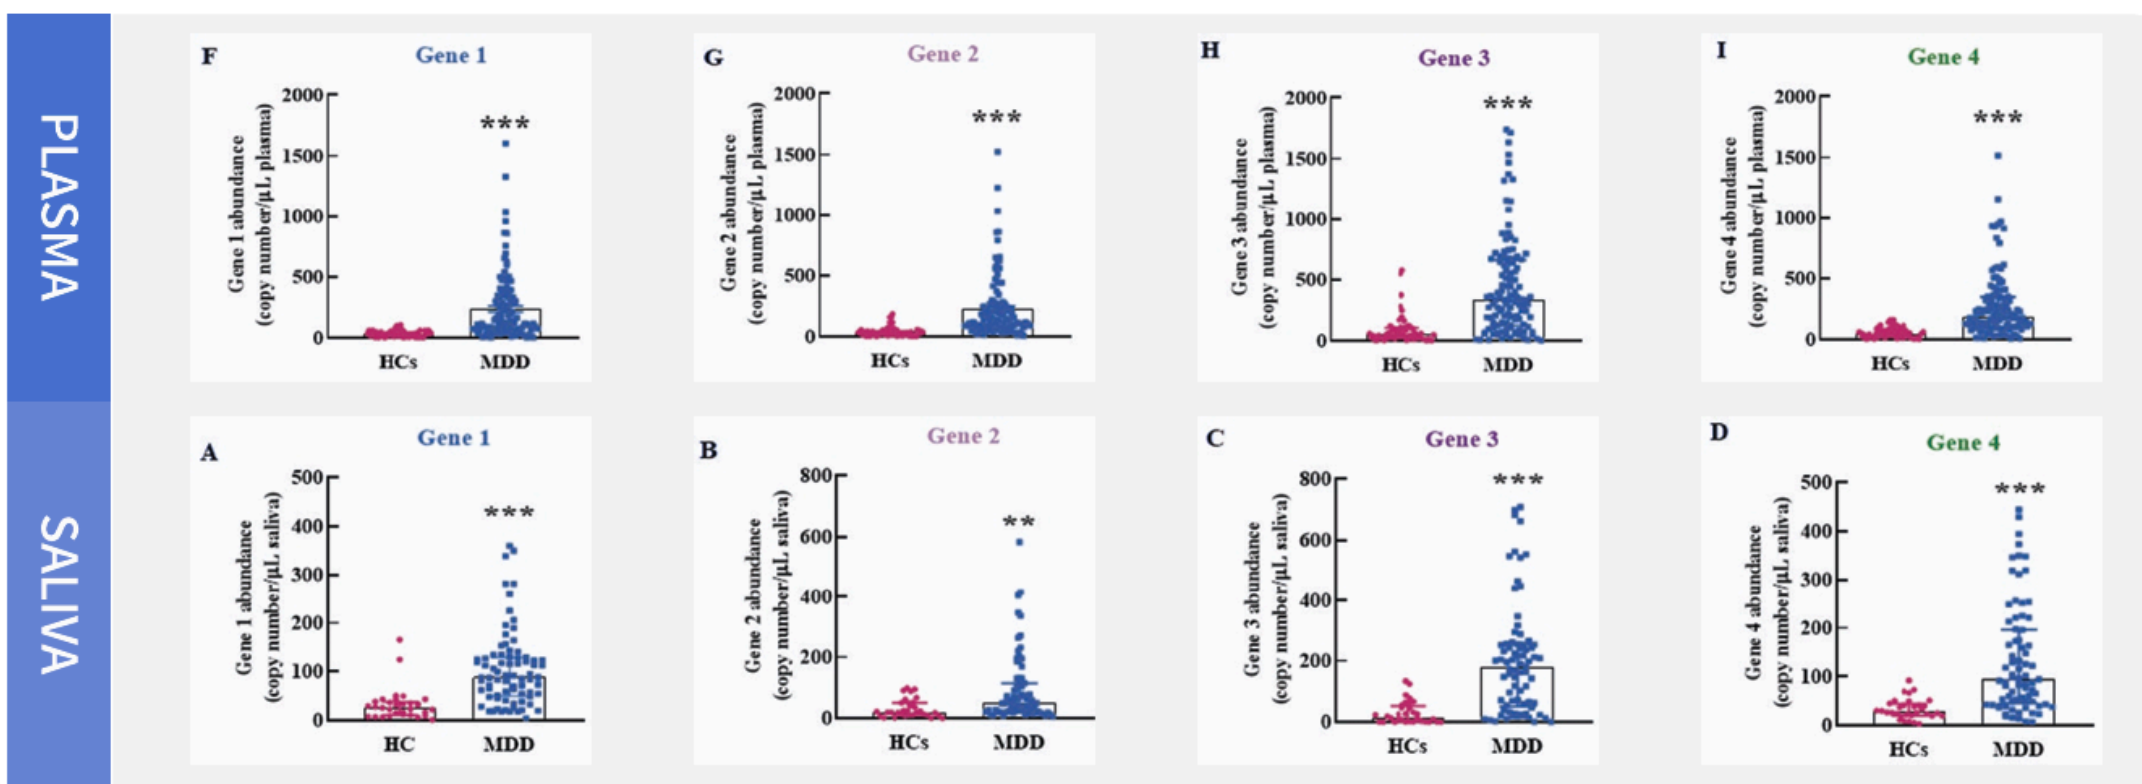 PLASMA
F
Gene 1
Gene 1 abundance
(copy number/μL plasma)
2000
1500
1000
500
0
***
HCs MDD
G
Gene 2
Gene 2 abundance
(copy number/μL plasma)
2000
1500
1000
500
0
***
HCs MDD
H
Gene 3
Gene 3 abundance
(copy number/μL plasma)
2000
1500
1000
500
0
***
HCs MDD
I
Gene 4
Gene 4 abundance
(copy number/μL plasma)
2000
1500
1000
500
0
***
HCs MDD
SALIVA
A
Gene 1
Gene 1 abundance
(copy number/μL saliva)
500
400
300
200
100
0
***
HC MDD
B
Gene 2
Gene 2 abundance
(copy number/μL saliva)
800
600
400
200
0
**
HCs MDD
C
Gene 3
Gene 3 abundance
(copy number/μL saliva)
800
600
400
200
0
***
HCs MDD
D
Gene 4
Gene 4 abundance
(copy number/μL saliva)
500
400
300
200
100
0
***
HCs MDD